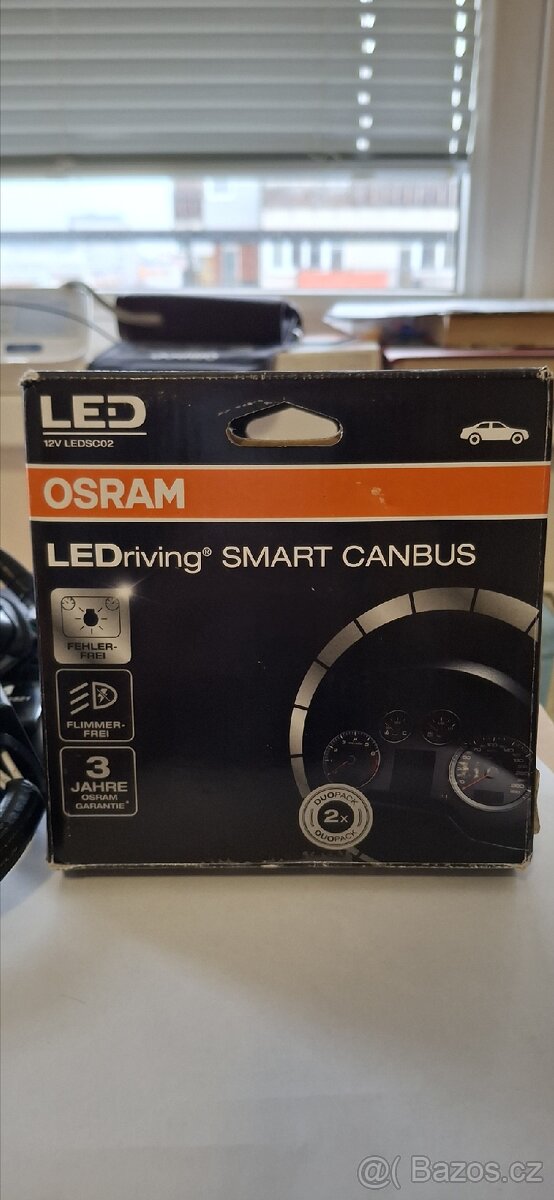 LED
12V LEDSC02
OSRAM
LEDriving® SMART CANBUS
FEHLER-
FREI
FLIMMER-
FREI
3
JAHRE
OSRAM
GARANTIE*
DUOPACK
2x
DUOPACK
@( Bazos.cz